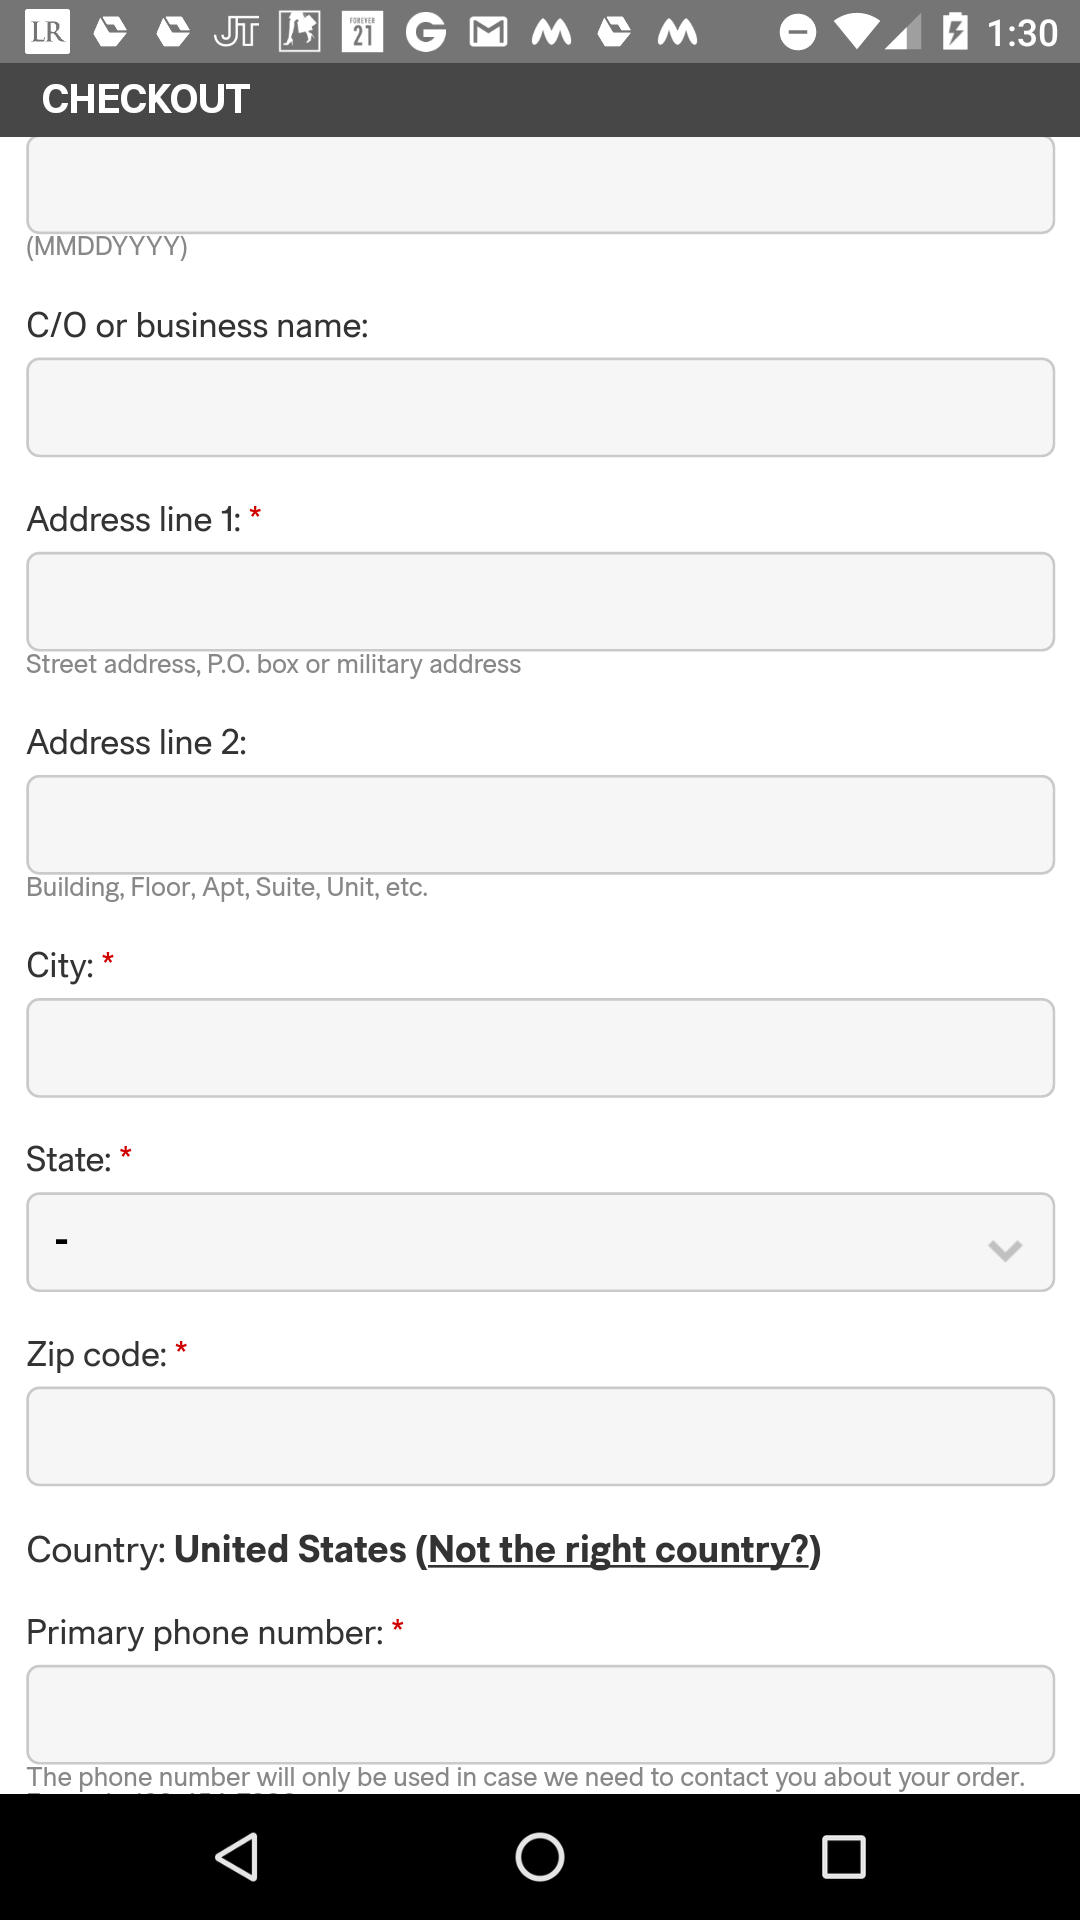 LR JT FOREVER 21 G M 1:30
CHECKOUT
(MMDDYYYY)
C/O or business name:
Address line 1: *
Street address, P.O. box or military address
Address line 2:
Building, Floor, Apt, Suite, Unit, etc.
City: *
State: *
-
Zip code: *
Country: United States (Not the right country?)
Primary phone number: *
The phone number will only be used in case we need to contact you about your order.